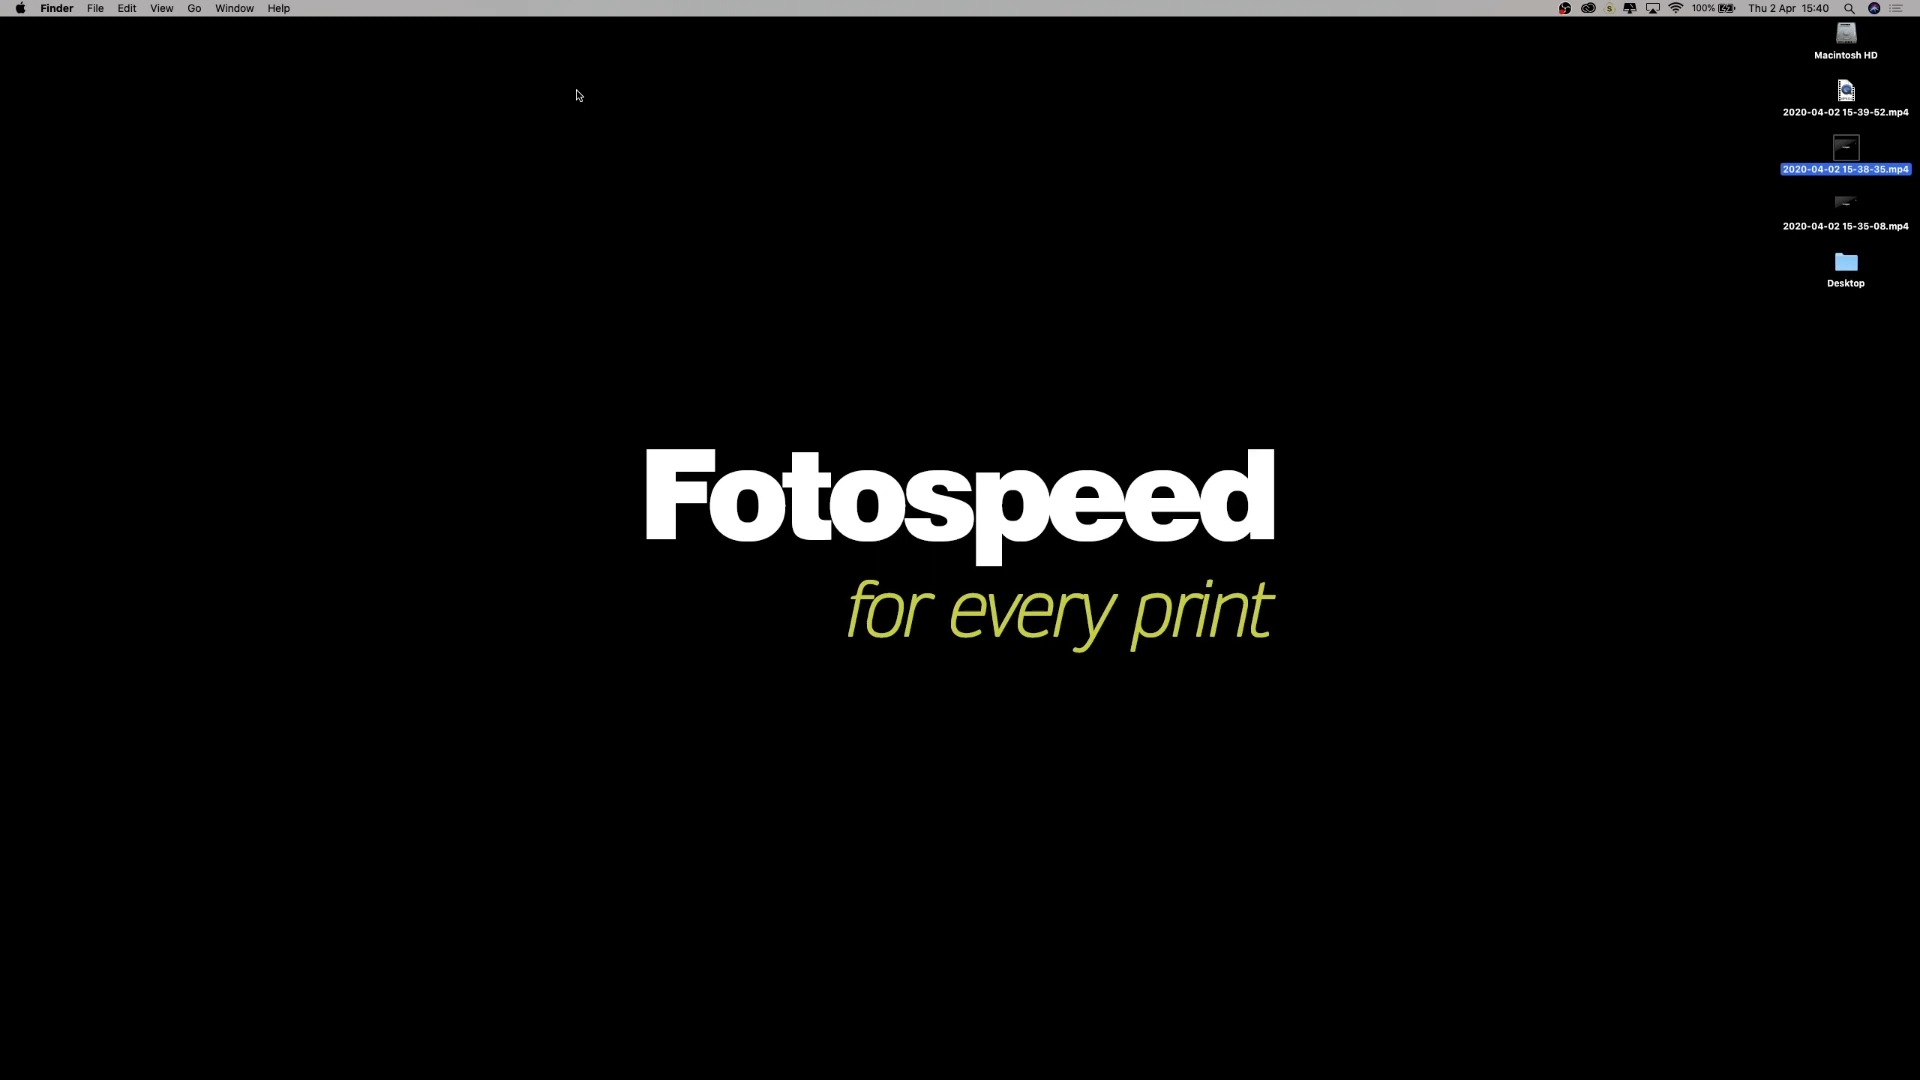 Finder File Edit View Go Window Help
S 100% Thu 2 Apr 15:40
Macintosh HD
2020-04-02 15-39-52.mp4
2020-04-02 15-38-35.mp4
2020-04-02 15-35-08.mp4
Desktop
Fotospeed
for every print